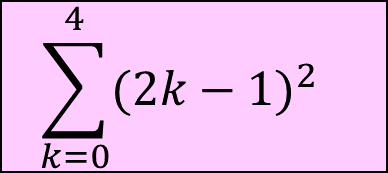 4
∑(2k − 1)²
k=0